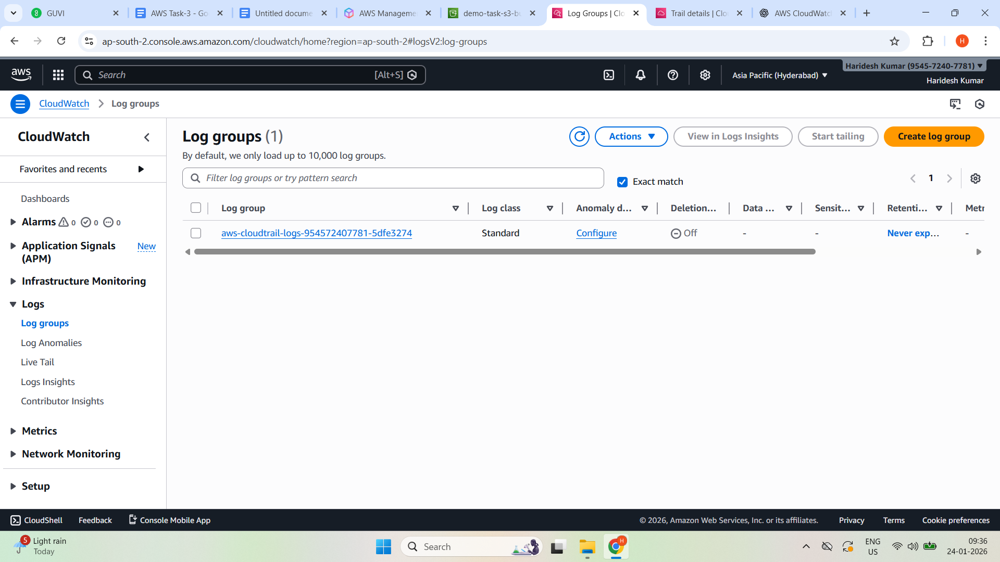 GUVI
AWS Task-3 - Go
Untitled docume
AWS Manageme
demo-task-s3-bu
Log Groups | Clo
Trail details | Clo
AWS CloudWatc
ap-south-2.console.aws.amazon.com/cloudwatch/home?region=ap-south-2#logsV2:log-groups
H
aws
Search
[Alt+S]
Asia Pacific (Hyderabad)
Haridesh Kumar (9545-7240-7781)
Haridesh Kumar
CloudWatch
Log groups
CloudWatch
Favorites and recents
Dashboards
Alarms 0 0 0
Application Signals (APM)
New
Infrastructure Monitoring
Logs
Log groups
Log Anomalies
Live Tail
Logs Insights
Contributor Insights
Metrics
Network Monitoring
Setup
Log groups (1)
By default, we only load up to 10,000 log groups.
Actions
View in Logs Insights
Start tailing
Create log group
Filter log groups or try pattern search
Exact match
1
Log group
Log class
Anomaly d...
Deletion...
Data ...
Sensit...
Retenti...
Metr
aws-cloudtrail-logs-954572407781-5dfe3274
Standard
Configure
Off
-
-
Never exp...
-
CloudShell
Feedback
Console Mobile App
© 2026, Amazon Web Services, Inc. or its affiliates.
Privacy
Terms
Cookie preferences
5
Light rain
Today
Search
H
ENG
US
09:36
24-01-2026